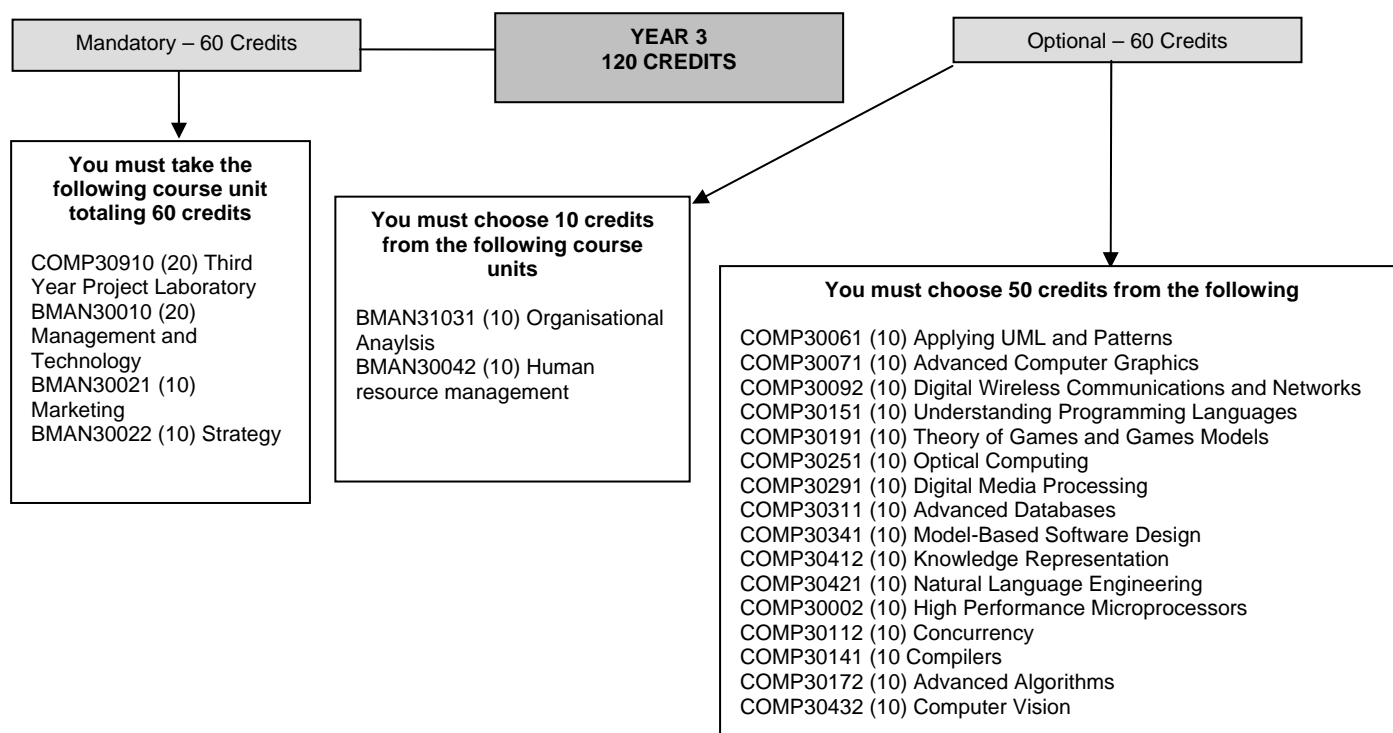 Mandatory – 60 Credits
YEAR 3
120 CREDITS
Optional – 60 Credits
You must take the
following course unit
totaling 60 credits
COMP30910 (20) Third
Year Project Laboratory
BMAN30010 (20)
Management and
Technology
BMAN30021 (10)
Marketing
BMAN30022 (10) Strategy
You must choose 10 credits
from the following course
units
BMAN31031 (10) Organisational
Anaylsis
BMAN30042 (10) Human
resource management
You must choose 50 credits from the following
COMP30061 (10) Applying UML and Patterns
COMP30071 (10) Advanced Computer Graphics
COMP30092 (10) Digital Wireless Communications and Networks
COMP30151 (10) Understanding Programming Languages
COMP30191 (10) Theory of Games and Games Models
COMP30251 (10) Optical Computing
COMP30291 (10) Digital Media Processing
COMP30311 (10) Advanced Databases
COMP30341 (10) Model-Based Software Design
COMP30412 (10) Knowledge Representation
COMP30421 (10) Natural Language Engineering
COMP30002 (10) High Performance Microprocessors
COMP30112 (10) Concurrency
COMP30141 (10 Compilers
COMP30172 (10) Advanced Algorithms
COMP30432 (10) Computer Vision